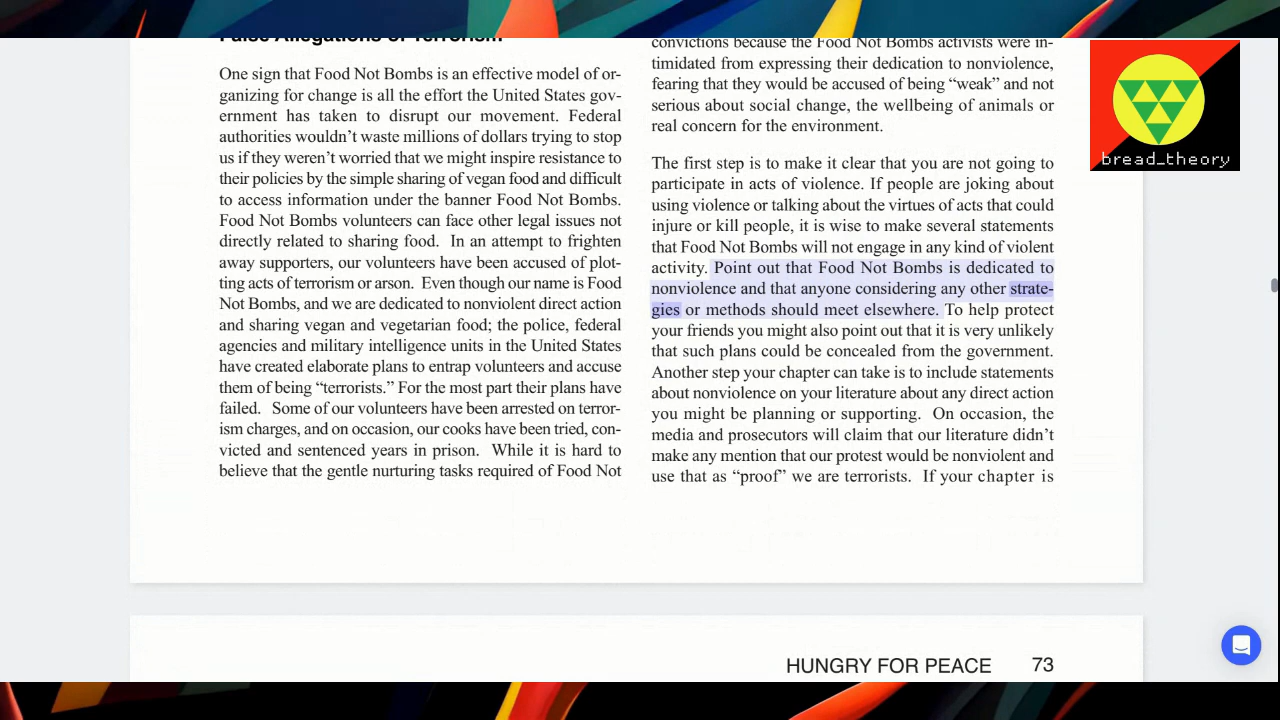 False Allegations of Terrorism
One sign that Food Not Bombs is an effective model of or-
ganizing for change is all the effort the United States gov-
ernment has taken to disrupt our movement. Federal
authorities wouldn't waste millions of dollars trying to stop
us if they weren't worried that we might inspire resistance to
their policies by the simple sharing of vegan food and difficult
to access information under the banner Food Not Bombs.
Food Not Bombs volunteers can face other legal issues not
directly related to sharing food. In an attempt to frighten
away supporters, our volunteers have been accused of plot-
ting acts of terrorism or arson. Even though our name is Food
Not Bombs, and we are dedicated to nonviolent direct action
and sharing vegan and vegetarian food; the police, federal
agencies and military intelligence units in the United States
have created elaborate plans to entrap volunteers and accuse
them of being “terrorists.” For the most part their plans have
failed. Some of our volunteers have been arrested on terror-
ism charges, and on occasion, our cooks have been tried, con-
victed and sentenced years in prison. While it is hard to
believe that the gentle nurturing tasks required of Food Not
convictions because the Food Not Bombs activists were in-
timidated from expressing their dedication to nonviolence,
fearing that they would be accused of being “weak” and not
serious about social change, the wellbeing of animals or
real concern for the environment.
The first step is to make it clear that you are not going to
participate in acts of violence. If people are joking about
using violence or talking about the virtues of acts that could
injure or kill people, it is wise to make several statements
that Food Not Bombs will not engage in any kind of violent
activity. Point out that Food Not Bombs is dedicated to
nonviolence and that anyone considering any other strate-
gies or methods should meet elsewhere. To help protect
your friends you might also point out that it is very unlikely
that such plans could be concealed from the government.
Another step your chapter can take is to include statements
about nonviolence on your literature about any direct action
you might be planning or supporting. On occasion, the
media and prosecutors will claim that our literature didn't
make any mention that our protest would be nonviolent and
use that as “proof” we are terrorists. If your chapter is
bread_theory
HUNGRY FOR PEACE 73